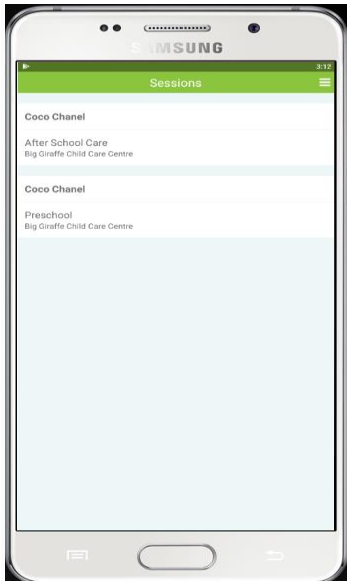 SAMSUNG
3:12
Sessions
Coco Chanel
After School Care
Big Giraffe Child Care Centre
Coco Chanel
Preschool
Big Giraffe Child Care Centre